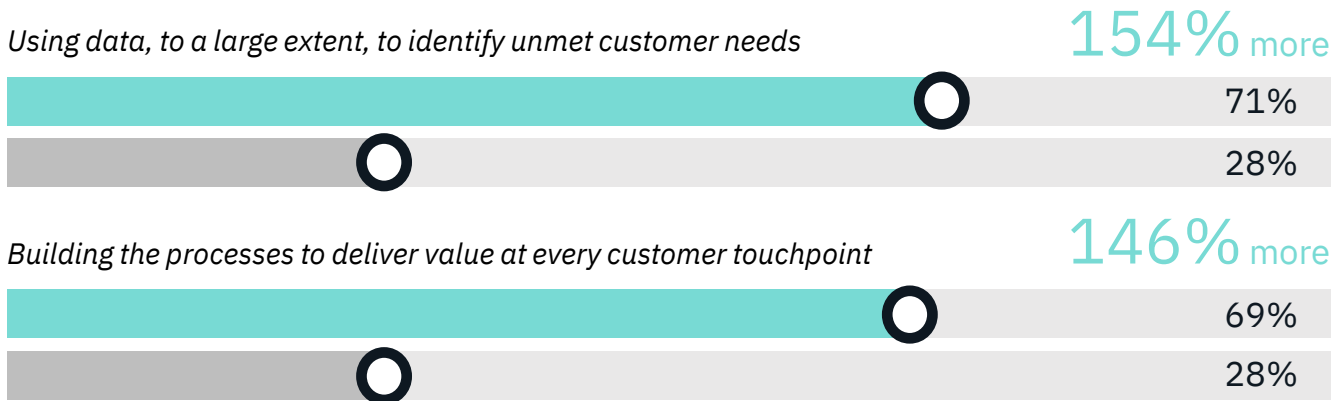 Using data, to a large extent, to identify unmet customer needs 154% more
71%
28%
Building the processes to deliver value at every customer touchpoint 146% more
69%
28%